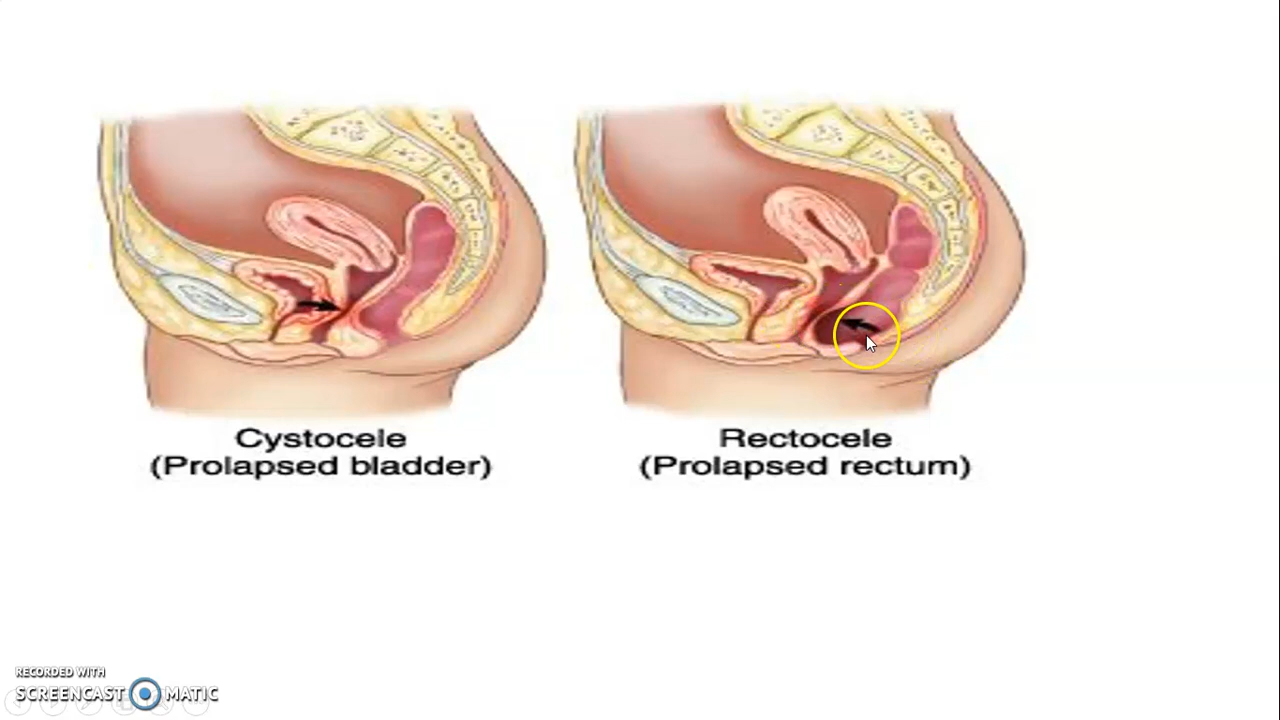 Cystocele
(Prolapsed bladder)
Rectocele
(Prolapsed rectum)
RECORDED WITH
SCREENCAST MATIC